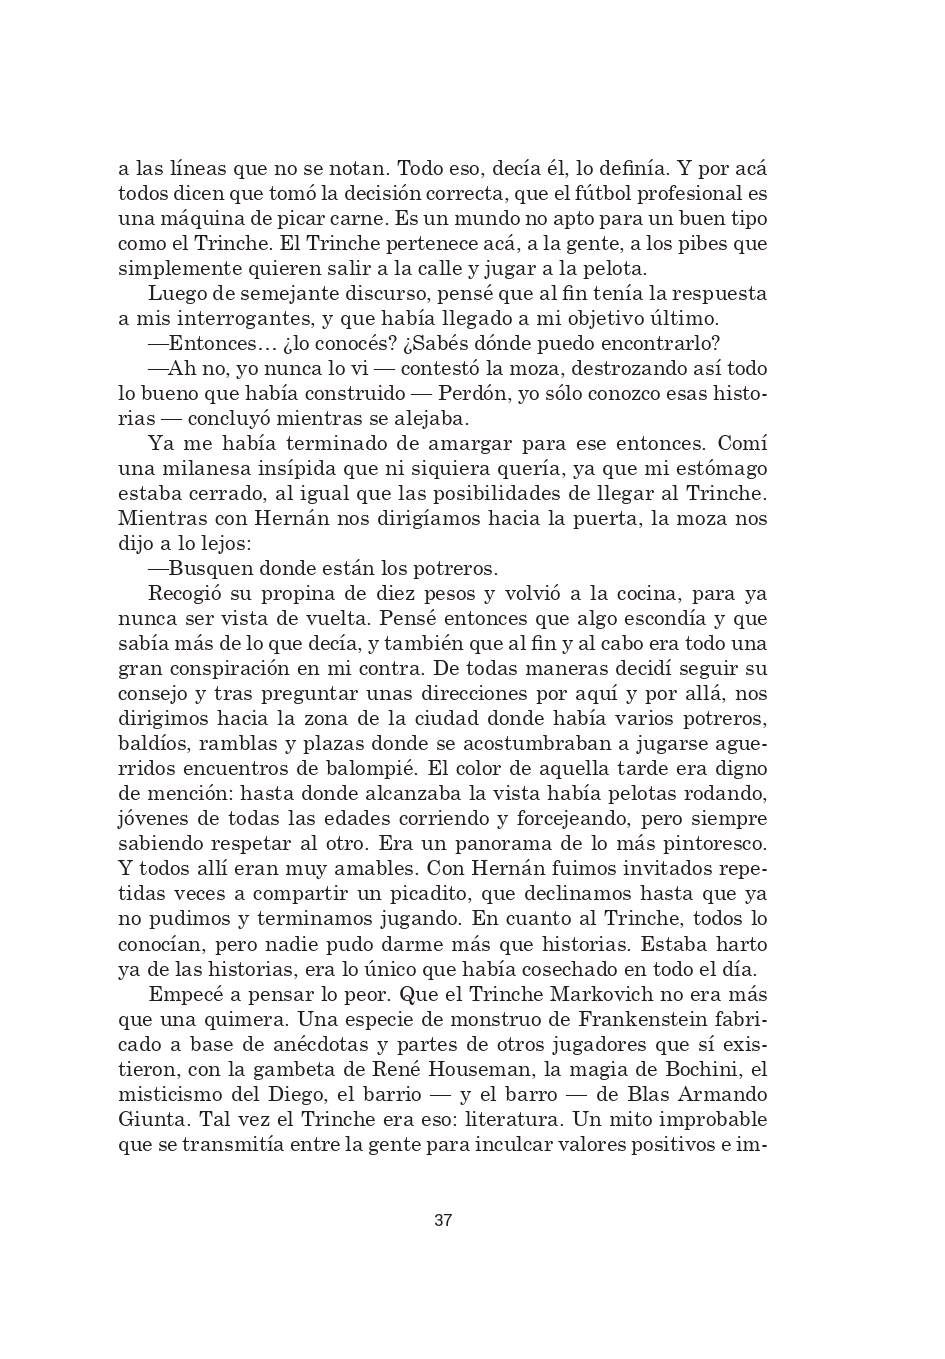 a las líneas que no se notan. Todo eso, decía él, lo definía. Y por acá
todos dicen que tomó la decisión correcta, que el fútbol profesional es
una máquina de picar carne. Es un mundo no apto para un buen tipo
como el Trinche. El Trinche pertenece acá, a la gente, a los pibes que
simplemente quieren salir a la calle y jugar a la pelota.
Luego de semejante discurso, pensé que al fin tenía la respuesta
a mis interrogantes, y que había llegado a mi objetivo último.
—Entonces… ¿lo conocés? ¿Sabés dónde puedo encontrarlo?
—Ah no, yo nunca lo vi — contestó la moza, destrozando así todo
lo bueno que había construido — Perdón, yo sólo conozco esas histo-
rias — concluyó mientras se alejaba.
Ya me había terminado de amargar para ese entonces. Comí
una milanesa insípida que ni siquiera quería, ya que mi estómago
estaba cerrado, al igual que las posibilidades de llegar al Trinche.
Mientras con Hernán nos dirigíamos hacia la puerta, la moza nos
dijo a lo lejos:
—Busquen donde están los potreros.
Recogió su propina de diez pesos y volvió a la cocina, para ya
nunca ser vista de vuelta. Pensé entonces que algo escondía y que
sabía más de lo que decía, y también que al fin y al cabo era todo una
gran conspiración en mi contra. De todas maneras decidí seguir su
consejo y tras preguntar unas direcciones por aquí y por allá, nos
dirigimos hacia la zona de la ciudad donde había varios potreros,
baldíos, ramblas y plazas donde se acostumbraban a jugarse ague-
rridos encuentros de balompié. El color de aquella tarde era digno
de mención: hasta donde alcanzaba la vista había pelotas rodando,
jóvenes de todas las edades corriendo y forcejeando, pero siempre
sabiendo respetar al otro. Era un panorama de lo más pintoresco.
Y todos allí eran muy amables. Con Hernán fuimos invitados repe-
tidas veces a compartir un picadito, que declinamos hasta que ya
no pudimos y terminamos jugando. En cuanto al Trinche, todos lo
conocían, pero nadie pudo darme más que historias. Estaba harto
ya de las historias, era lo único que había cosechado en todo el día.
Empecé a pensar lo peor. Que el Trinche Markovich no era más
que una quimera. Una especie de monstruo de Frankenstein fabri-
cado a base de anécdotas y partes de otros jugadores que sí exis-
tieron, con la gambeta de René Houseman, la magia de Bochini, el
misticismo del Diego, el barrio — y el barro — de Blas Armando
Giunta. Tal vez el Trinche era eso: literatura. Un mito improbable
que se transmitía entre la gente para inculcar valores positivos e im-
37